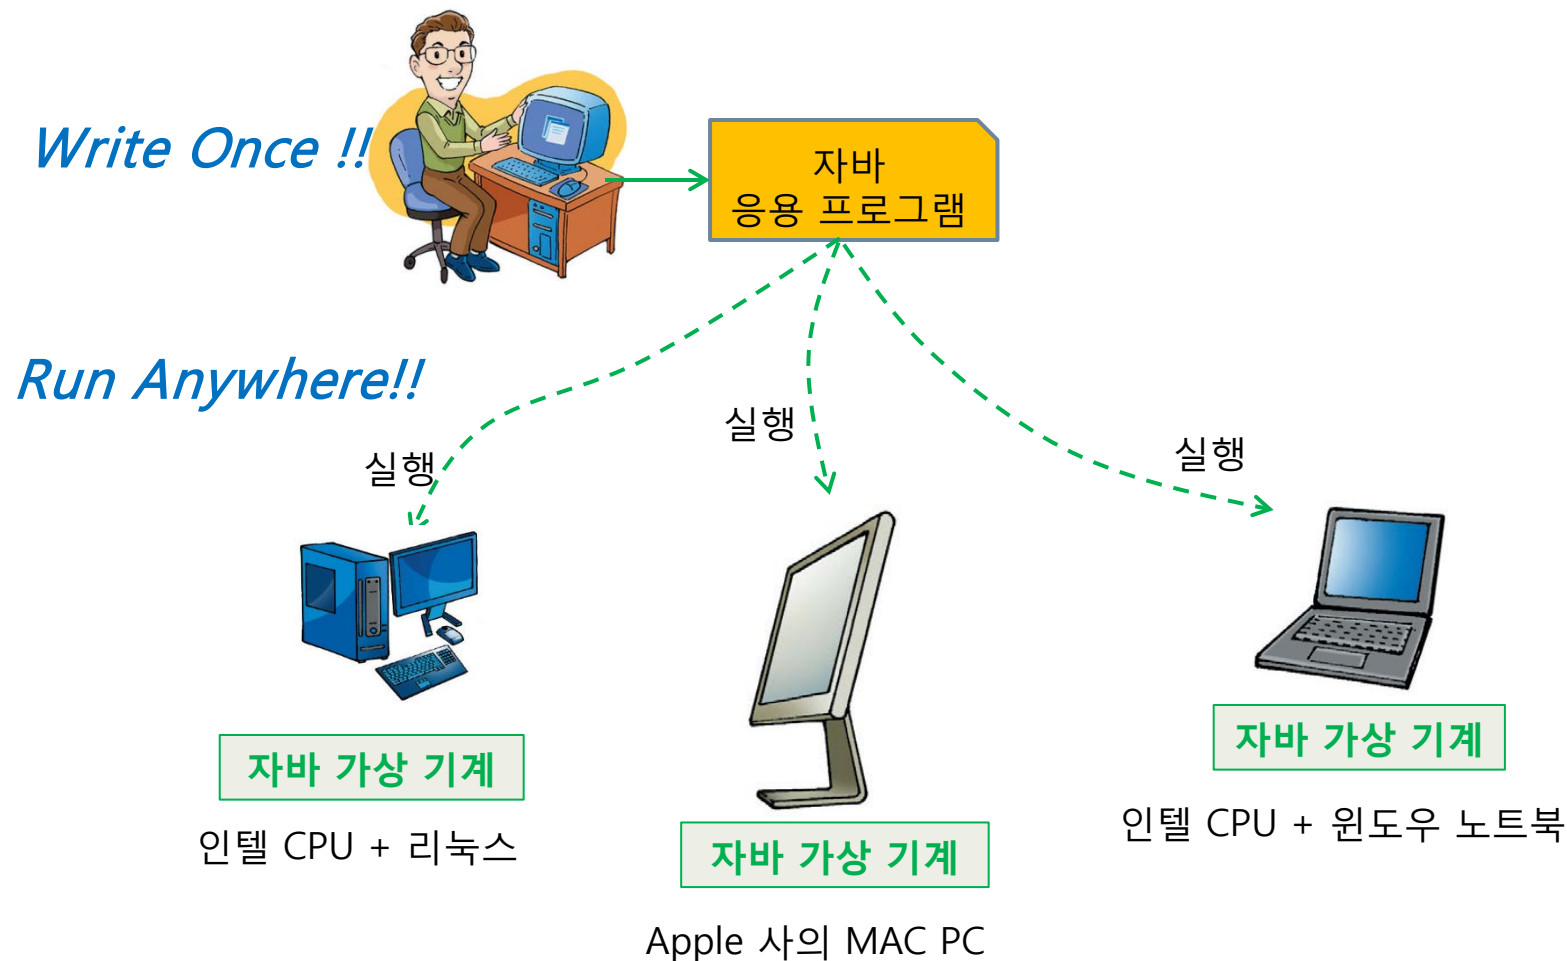 Write Once !!
자바
응용 프로그램
Run Anywhere!!
실행
실행
실행
자바 가상 기계
인텔 CPU + 리눅스
자바 가상 기계
Apple 사의 MAC PC
자바 가상 기계
인텔 CPU + 윈도우 노트북